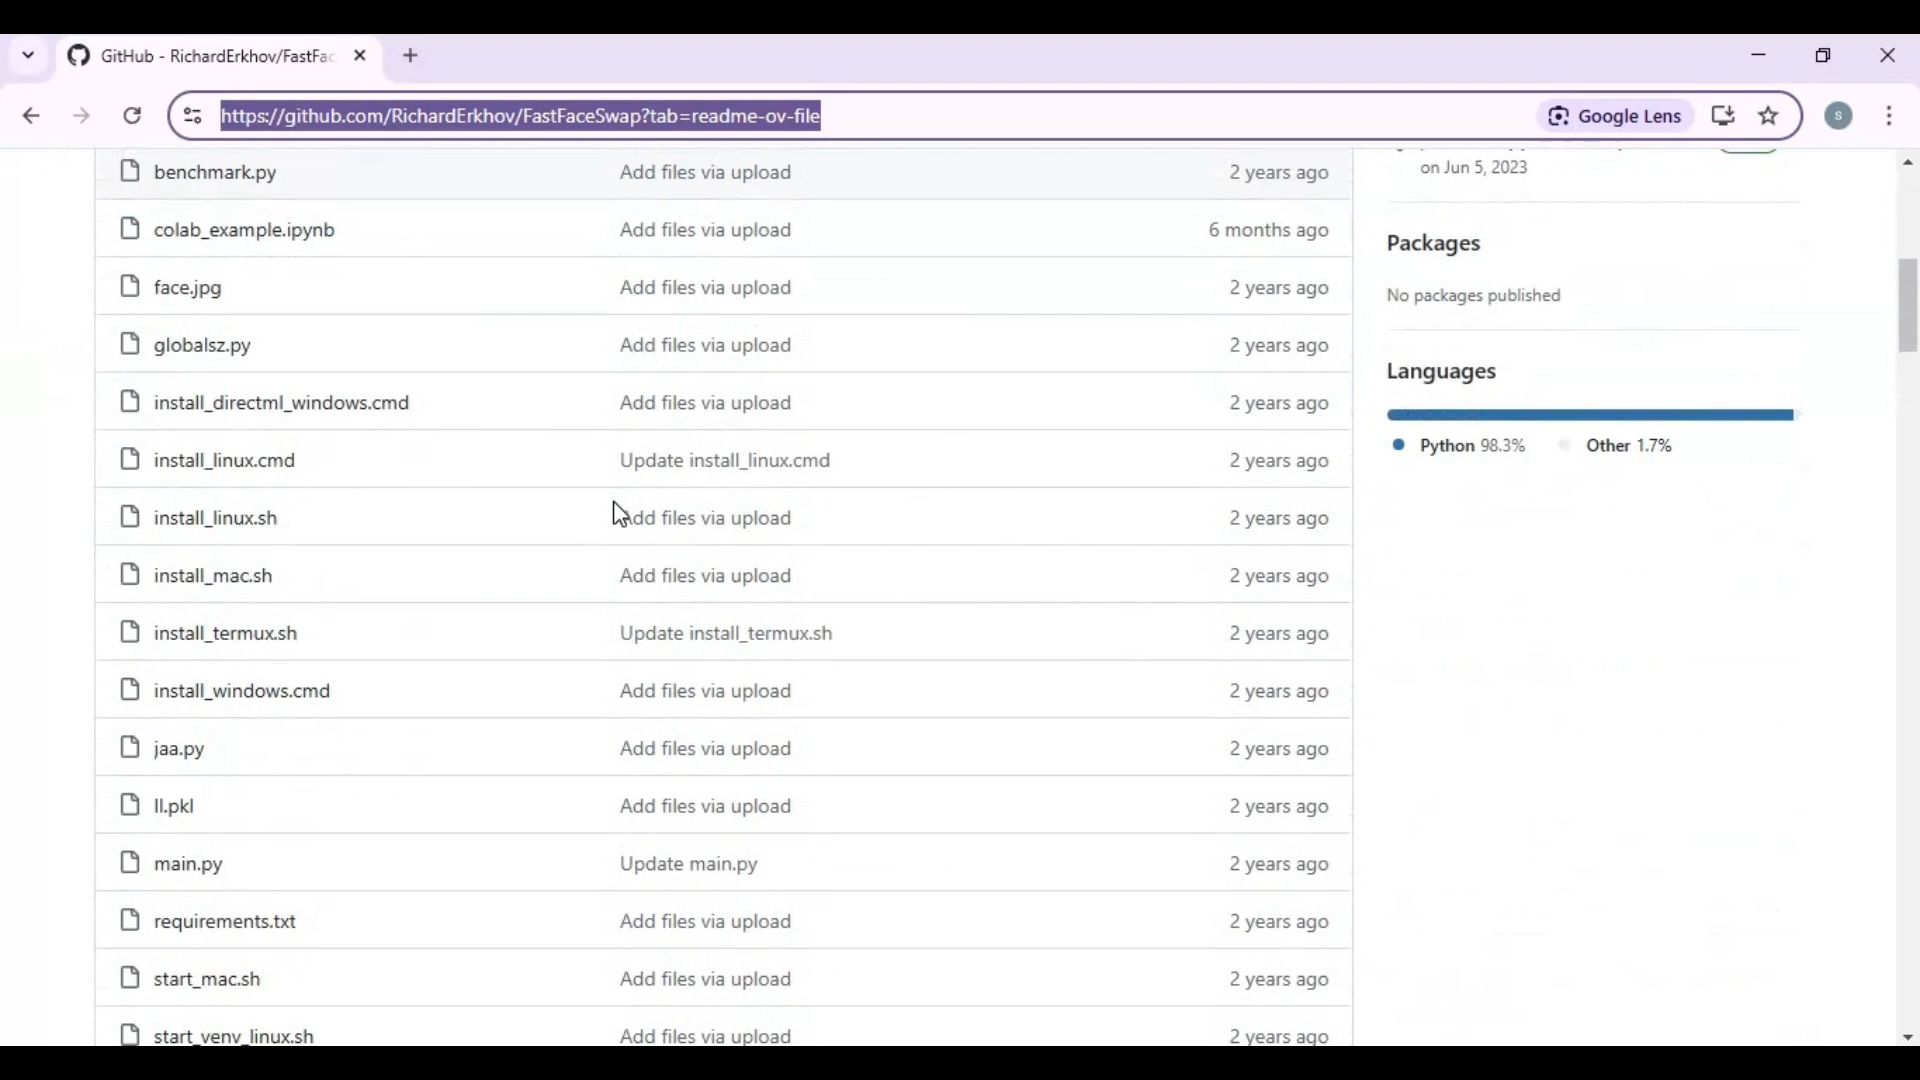 GitHub - RichardErkhov/FastFac
https://github.com/RichardErkhov/FastFaceSwap?tab=readme-ov-file
Google Lens
s
on Jun 5, 2023
benchmark.py Add files via upload 2 years ago
colab_example.ipynb Add files via upload 6 months ago
face.jpg Add files via upload 2 years ago
globalsz.py Add files via upload 2 years ago
install_directml_windows.cmd Add files via upload 2 years ago
install_linux.cmd Update install_linux.cmd 2 years ago
install_linux.sh Add files via upload 2 years ago
install_mac.sh Add files via upload 2 years ago
install_termux.sh Update install_termux.sh 2 years ago
install_windows.cmd Add files via upload 2 years ago
jaa.py Add files via upload 2 years ago
ll.pkl Add files via upload 2 years ago
main.py Update main.py 2 years ago
requirements.txt Add files via upload 2 years ago
start_mac.sh Add files via upload 2 years ago
start_venv_linux.sh Add files via upload 2 years ago
Packages
No packages published
Languages
Python 98.3% Other 1.7%